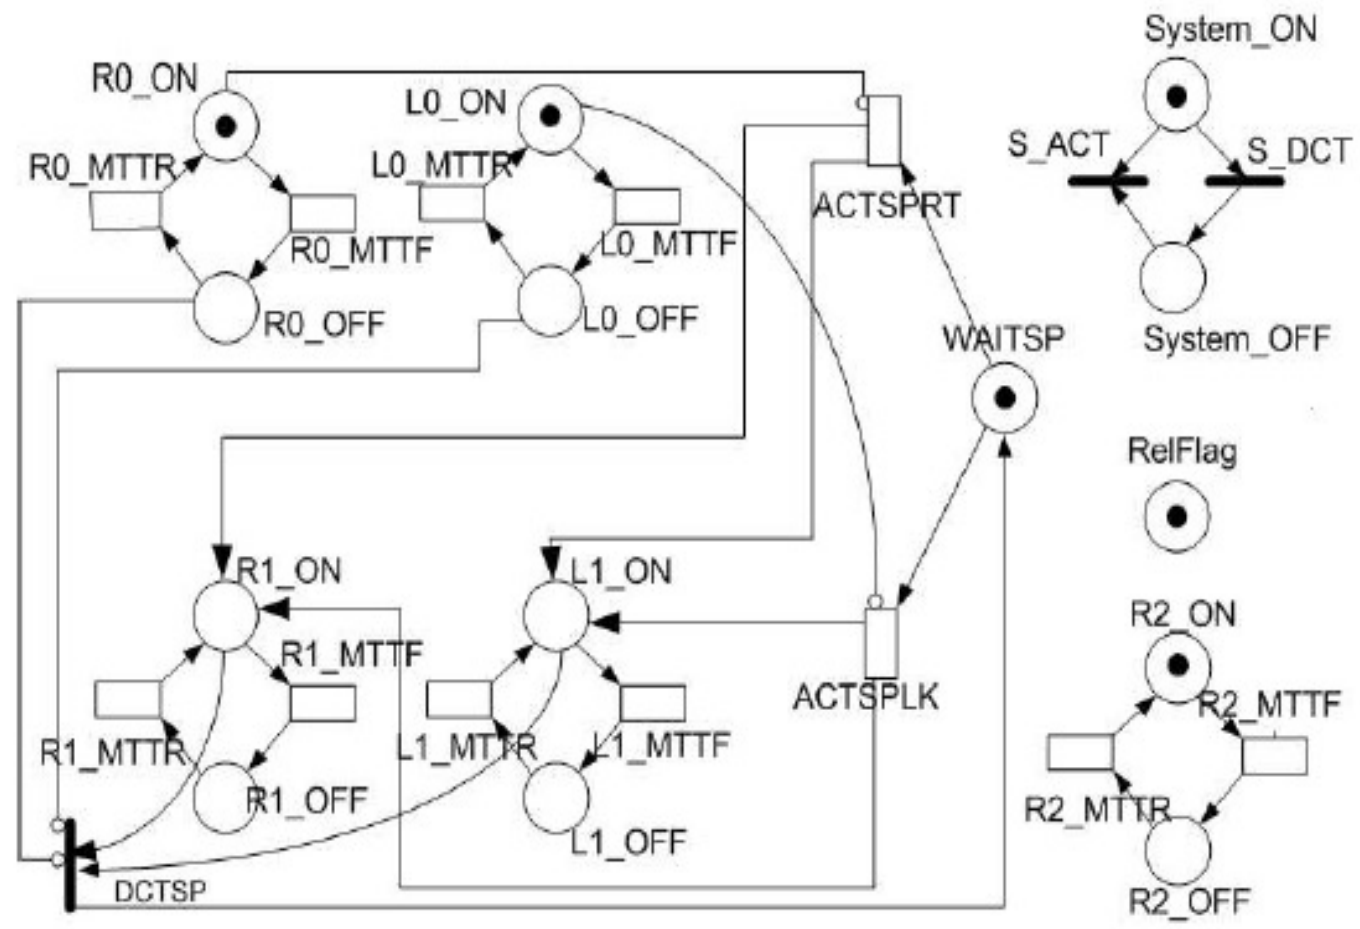 System_ON
R0_ON
L0_ON
S_ACT
S_DCT
R0_MTTR
L0_MTTR
ACTSPRT
R0_MTTF
L0_MTTF
R0_OFF
L0_OFF
WAITSP
System_OFF
RelFlag
R1_ON
L1_ON
R2_ON
R1_MTTF
ACTSPLK
R2_MTTF
R1_MTTR
L1_MTTR
L1_MTTF
R1_OFF
R2_MTTR
L1_OFF
DCTSP
R2_OFF